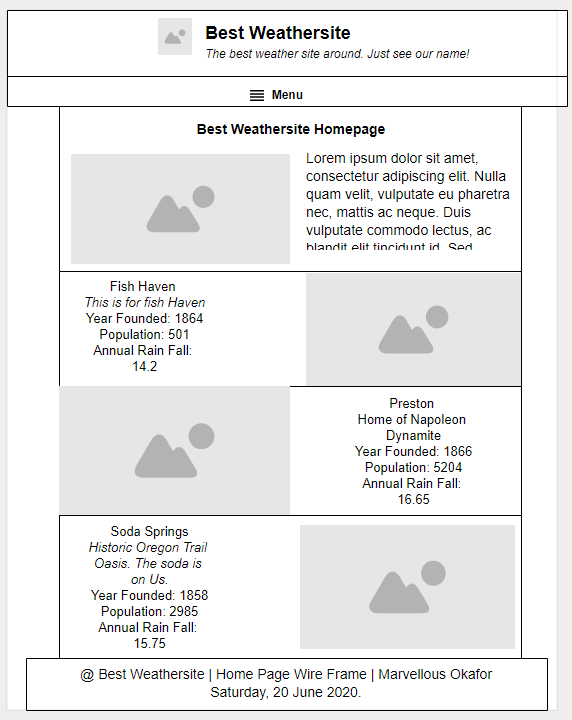 Best Weathersite
The best weather site around. Just see our name!
Menu
Best Weathersite Homepage
Lorem ipsum dolor sit amet,
consectetur adipiscing elit. Nulla
quam velit, vulputate eu pharetra
nec, mattis ac neque. Duis
vulputate commodo lectus, ac
blandit elit tincidunt id. Sed
Fish Haven
This is for fish Haven
Year Founded: 1864
Population: 501
Annual Rain Fall:
14.2
Preston
Home of Napoleon
Dynamite
Year Founded: 1866
Population: 5204
Annual Rain Fall:
16.65
Soda Springs
Historic Oregon Trail
Oasis. The soda is
on Us.
Year Founded: 1858
Population: 2985
Annual Rain Fall:
15.75
@ Best Weathersite | Home Page Wire Frame | Marvellous Okafor
Saturday, 20 June 2020.